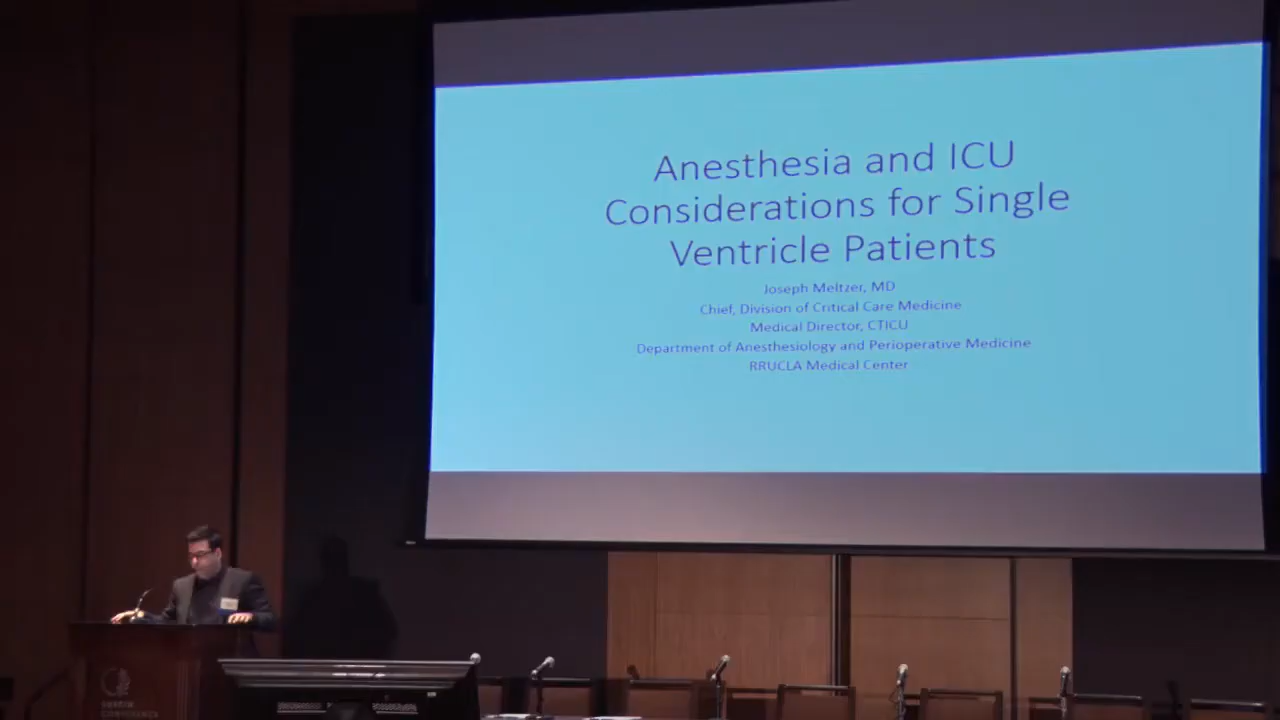 Anesthesia and ICU
Considerations for Single
Ventricle Patients
Joseph Meltzer, MD
Chief, Division of Critical Care Medicine
Medical Director, CTICU
Department of Anesthesiology and Perioperative Medicine
RRUCLA Medical Center